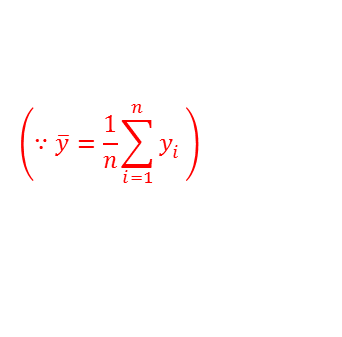 (∵ ȳ = 1/n ∑_{i=1}^{n} y_i)